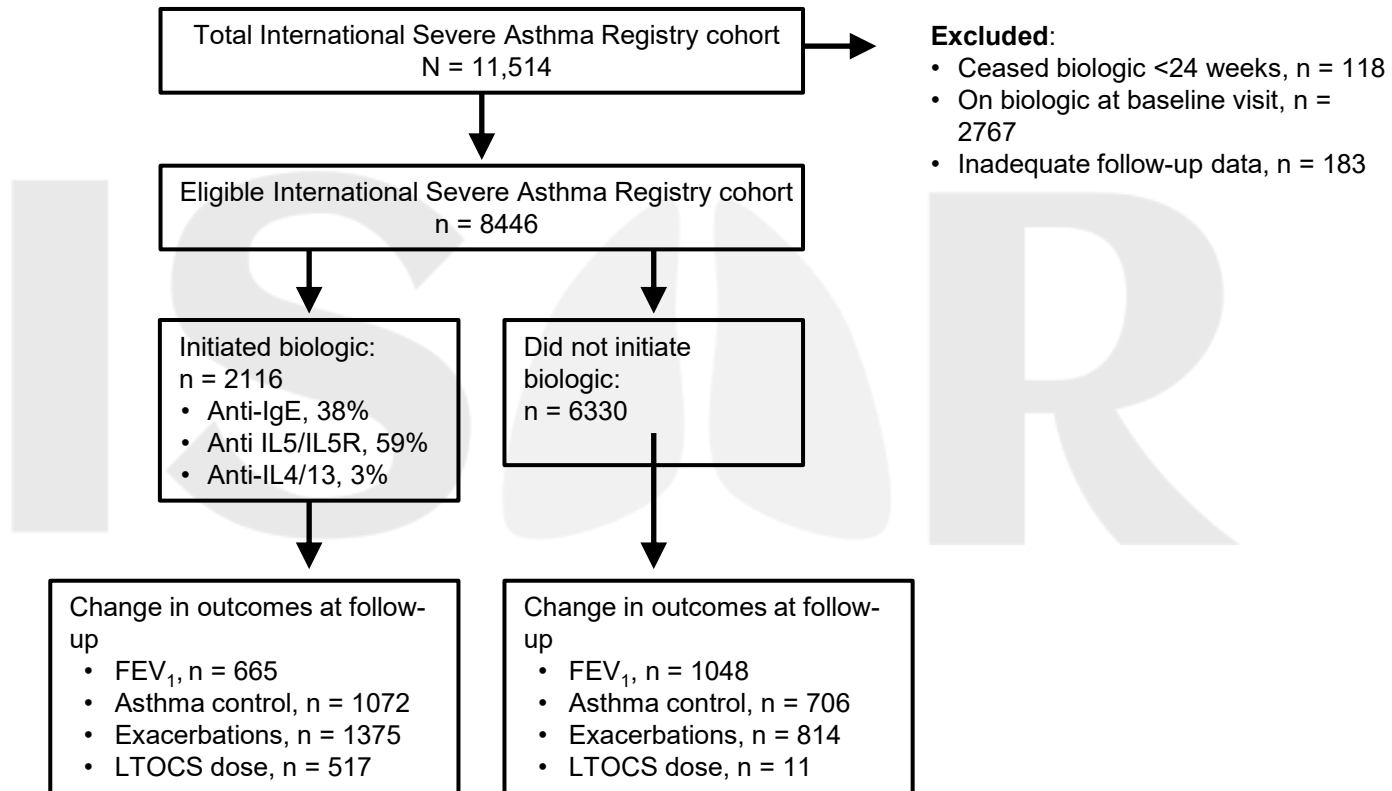 Total International Severe Asthma Registry cohort
N = 11,514
Excluded:
• Ceased biologic <24 weeks, n = 118
• On biologic at baseline visit, n =
2767
• Inadequate follow-up data, n = 183
Eligible International Severe Asthma Registry cohort
n = 8446
Initiated biologic:
n = 2116
• Anti-IgE, 38%
• Anti IL5/IL5R, 59%
• Anti-IL4/13, 3%
Did not initiate
biologic:
n = 6330
Change in outcomes at follow-
up
• FEV₁, n = 665
• Asthma control, n = 1072
• Exacerbations, n = 1375
• LTOCS dose, n = 517
Change in outcomes at follow-
up
• FEV₁, n = 1048
• Asthma control, n = 706
• Exacerbations, n = 814
• LTOCS dose, n = 11
ISAR